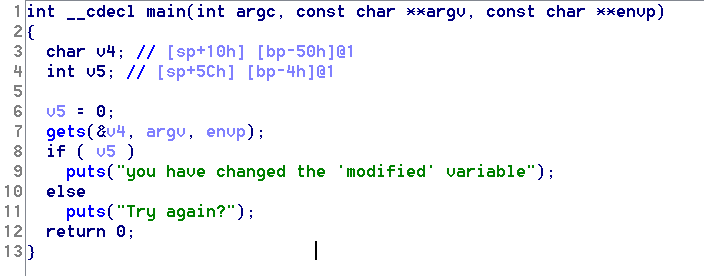 1 int __cdecl main(int argc, const char **argv, const char **envp)
2 {
3   char v4; // [sp+10h] [bp-50h]@1
4   int v5; // [sp+5Ch] [bp-4h]@1
5
6   v5 = 0;
7   gets(&v4, argv, envp);
8   if ( v5 )
9     puts("you have changed the 'modified' variable");
10   else
11     puts("Try again?");
12   return 0;
13 }